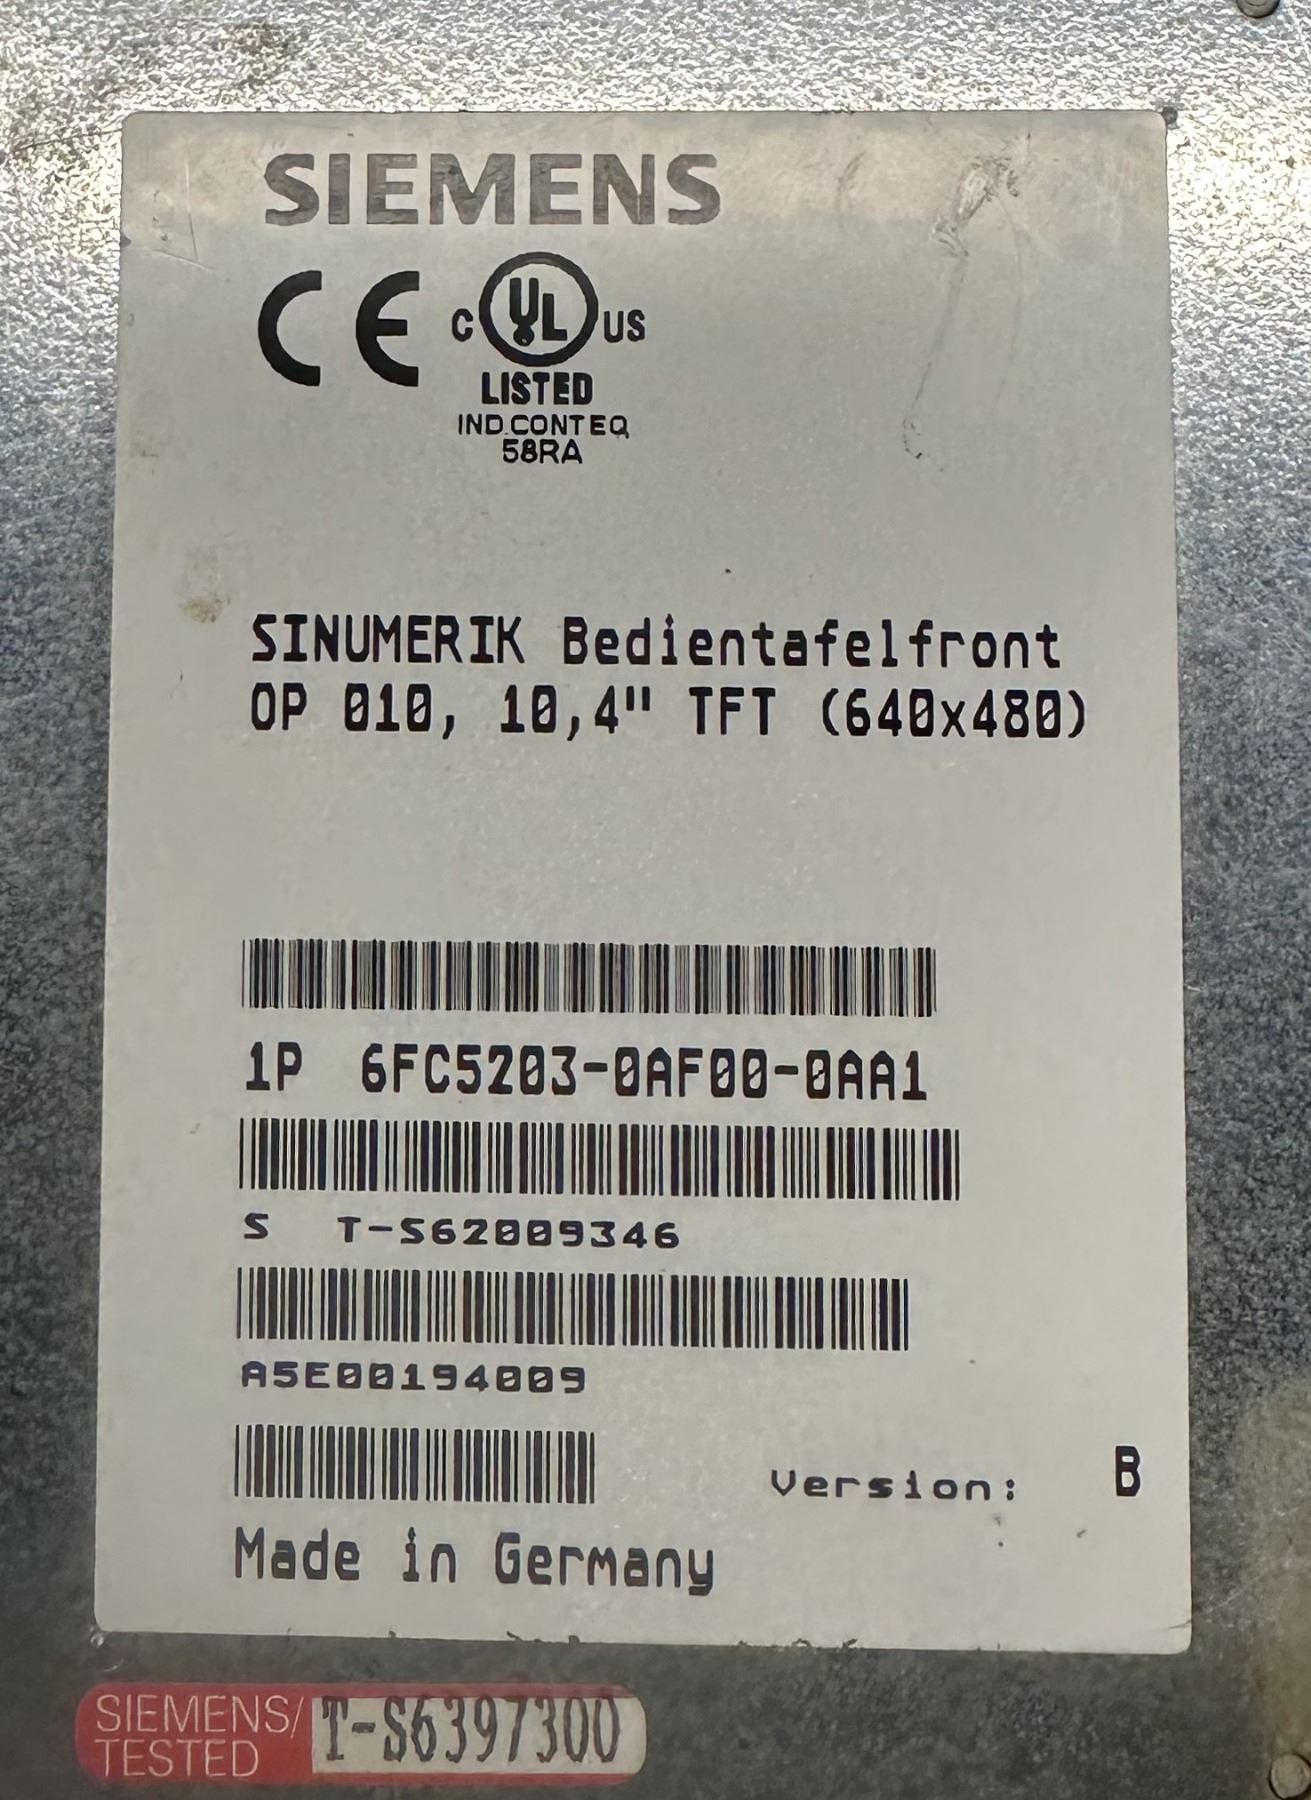 SIEMENS
CE C UL US
LISTED
IND.CONT EQ
58RA
SINUMERIK Bedientafelfront
OP 010, 10,4" TFT (640x480)
1P 6FC5203-0AF00-0AA1
S T-S62009346
A5E00194009
Version: B
Made in Germany
SIEMENS/
TESTED
T-S6397300